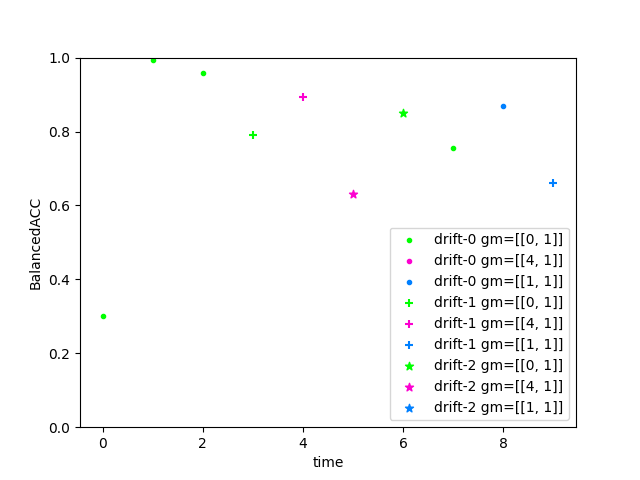 1.0
0.8
0.6
0.4
0.2
0.0
BalancedACC
drift-0 gm=[[0, 1]]
drift-0 gm=[[4, 1]]
drift-0 gm=[[1, 1]]
drift-1 gm=[[0, 1]]
drift-1 gm=[[4, 1]]
drift-1 gm=[[1, 1]]
drift-2 gm=[[0, 1]]
drift-2 gm=[[4, 1]]
drift-2 gm=[[1, 1]]
0 2 4 6 8
time